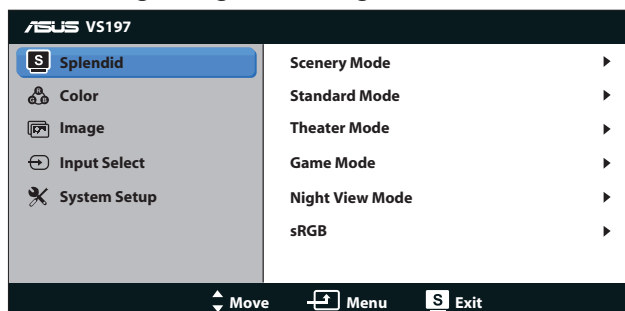 ASUS VS197
S Splendid
Color
Image
Input Select
System Setup
Scenery Mode
Standard Mode
Theater Mode
Game Mode
Night View Mode
sRGB
Move Menu S Exit